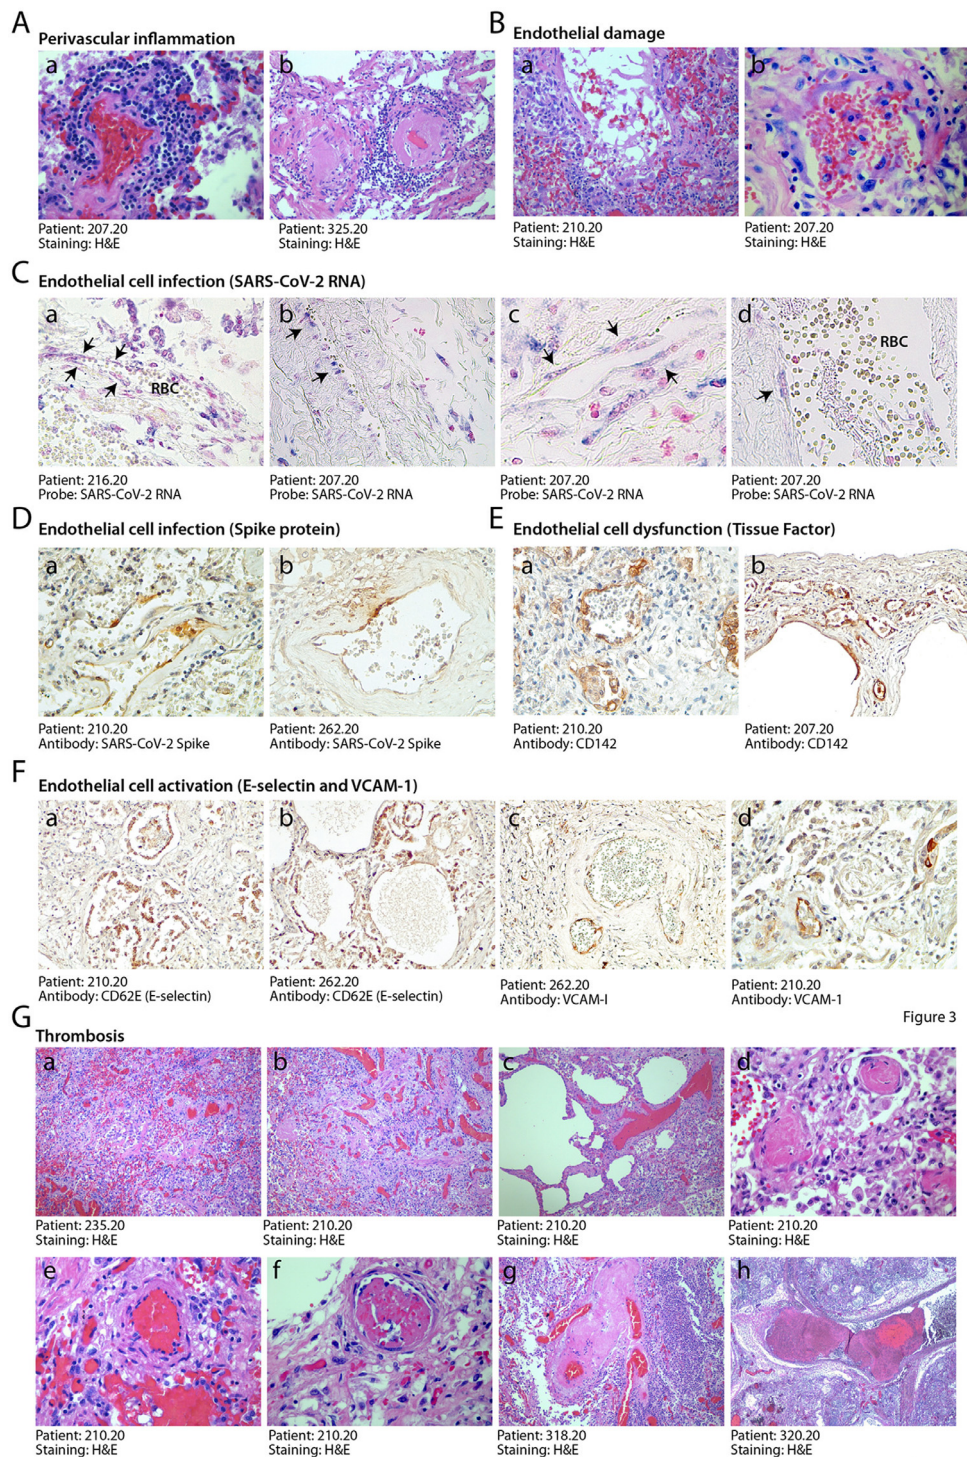 A Perivascular inflammation
a
b
Patient: 207.20
Staining: H&E
Patient: 325.20
Staining: H&E
B Endothelial damage
a
b
Patient: 210.20
Staining: H&E
Patient: 207.20
Staining: H&E
C Endothelial cell infection (SARS-CoV-2 RNA)
a
RBC
b
c
d
RBC
Patient: 216.20
Probe: SARS-CoV-2 RNA
Patient: 207.20
Probe: SARS-CoV-2 RNA
Patient: 207.20
Probe: SARS-CoV-2 RNA
Patient: 207.20
Probe: SARS-CoV-2 RNA
D Endothelial cell infection (Spike protein)
a
b
Patient: 210.20
Antibody: SARS-CoV-2 Spike
Patient: 262.20
Antibody: SARS-CoV-2 Spike
E Endothelial cell dysfunction (Tissue Factor)
a
b
Patient: 210.20
Antibody: CD142
Patient: 207.20
Antibody: CD142
F Endothelial cell activation (E-selectin and VCAM-1)
a
b
c
d
Patient: 210.20
Antibody: CD62E (E-selectin)
Patient: 262.20
Antibody: CD62E (E-selectin)
Patient: 262.20
Antibody: VCAM-I
Patient: 210.20
Antibody: VCAM-1
Figure 3
G Thrombosis
a
b
c
d
Patient: 235.20
Staining: H&E
Patient: 210.20
Staining: H&E
Patient: 210.20
Staining: H&E
Patient: 210.20
Staining: H&E
e
f
g
h
Patient: 210.20
Staining: H&E
Patient: 210.20
Staining: H&E
Patient: 318.20
Staining: H&E
Patient: 320.20
Staining: H&E